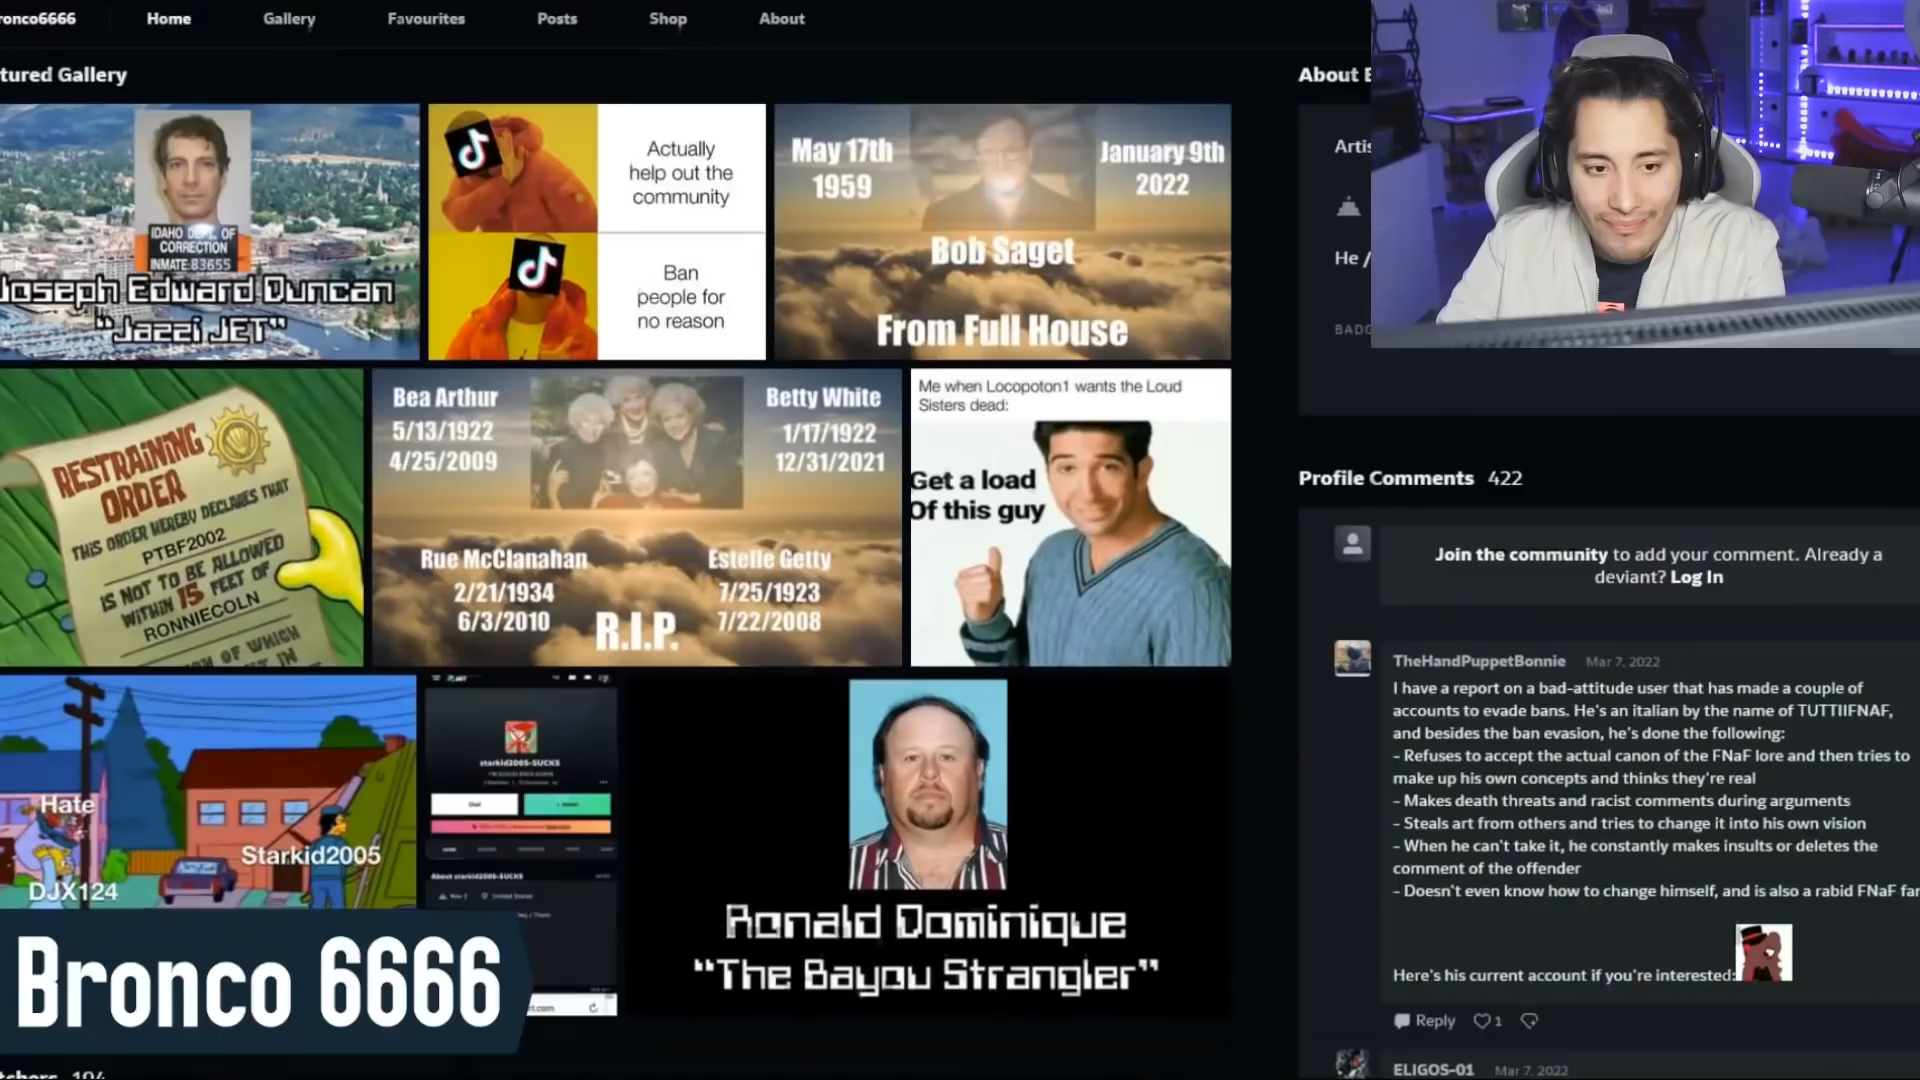 ronco6666
Home
Gallery
Favourites
Posts
Shop
About
tured Gallery
IDAHO DEPT. OF
CORRECTION
INMATE:83655
Joseph Edward Duncan
"Jazzi JET"
Actually
help out the
community
Ban
people for
no reason
May 17th
1959
January 9th
2022
Bob Saget
From Full House
RESTRAINING
ORDER
THIS ORDER HEREBY DECLARES THAT
PTBF2002
IS NOT TO BE ALLOWED
WITHIN 15 FEET OF
RONNIECOLN
OF WHICH
IN
Bea Arthur
5/13/1922
4/25/2009
Betty White
1/17/1922
12/31/2021
Rue McClanahan
2/21/1934
6/3/2010
Estelle Getty
7/25/1923
7/22/2008
R.I.P.
Me when Locopoton1 wants the Loud
Sisters dead:
Get a load
Of this guy
Hate
Starkid2005
DJX124
starkid2005-SUCKS
About starkid2005-SUCKS
Ronald Dominique
"The Bayou Strangler"
Bronco 6666
tchers 104
About B
Artis
He /
BADG
Profile Comments 422
Join the community to add your comment. Already a
deviant? Log In
TheHandPuppetBonnie Mar 7, 2022
I have a report on a bad-attitude user that has made a couple of
accounts to evade bans. He's an italian by the name of TUTTIIFNAF,
and besides the ban evasion, he's done the following:
- Refuses to accept the actual canon of the FNaF lore and then tries to
make up his own concepts and thinks they're real
- Makes death threats and racist comments during arguments
- Steals art from others and tries to change it into his own vision
- When he can't take it, he constantly makes insults or deletes the
comment of the offender
- Doesn't even know how to change himself, and is also a rabid FNaF fan
Here's his current account if you're interested:
Reply
1
ELIGOS-01 Mar 7, 2022